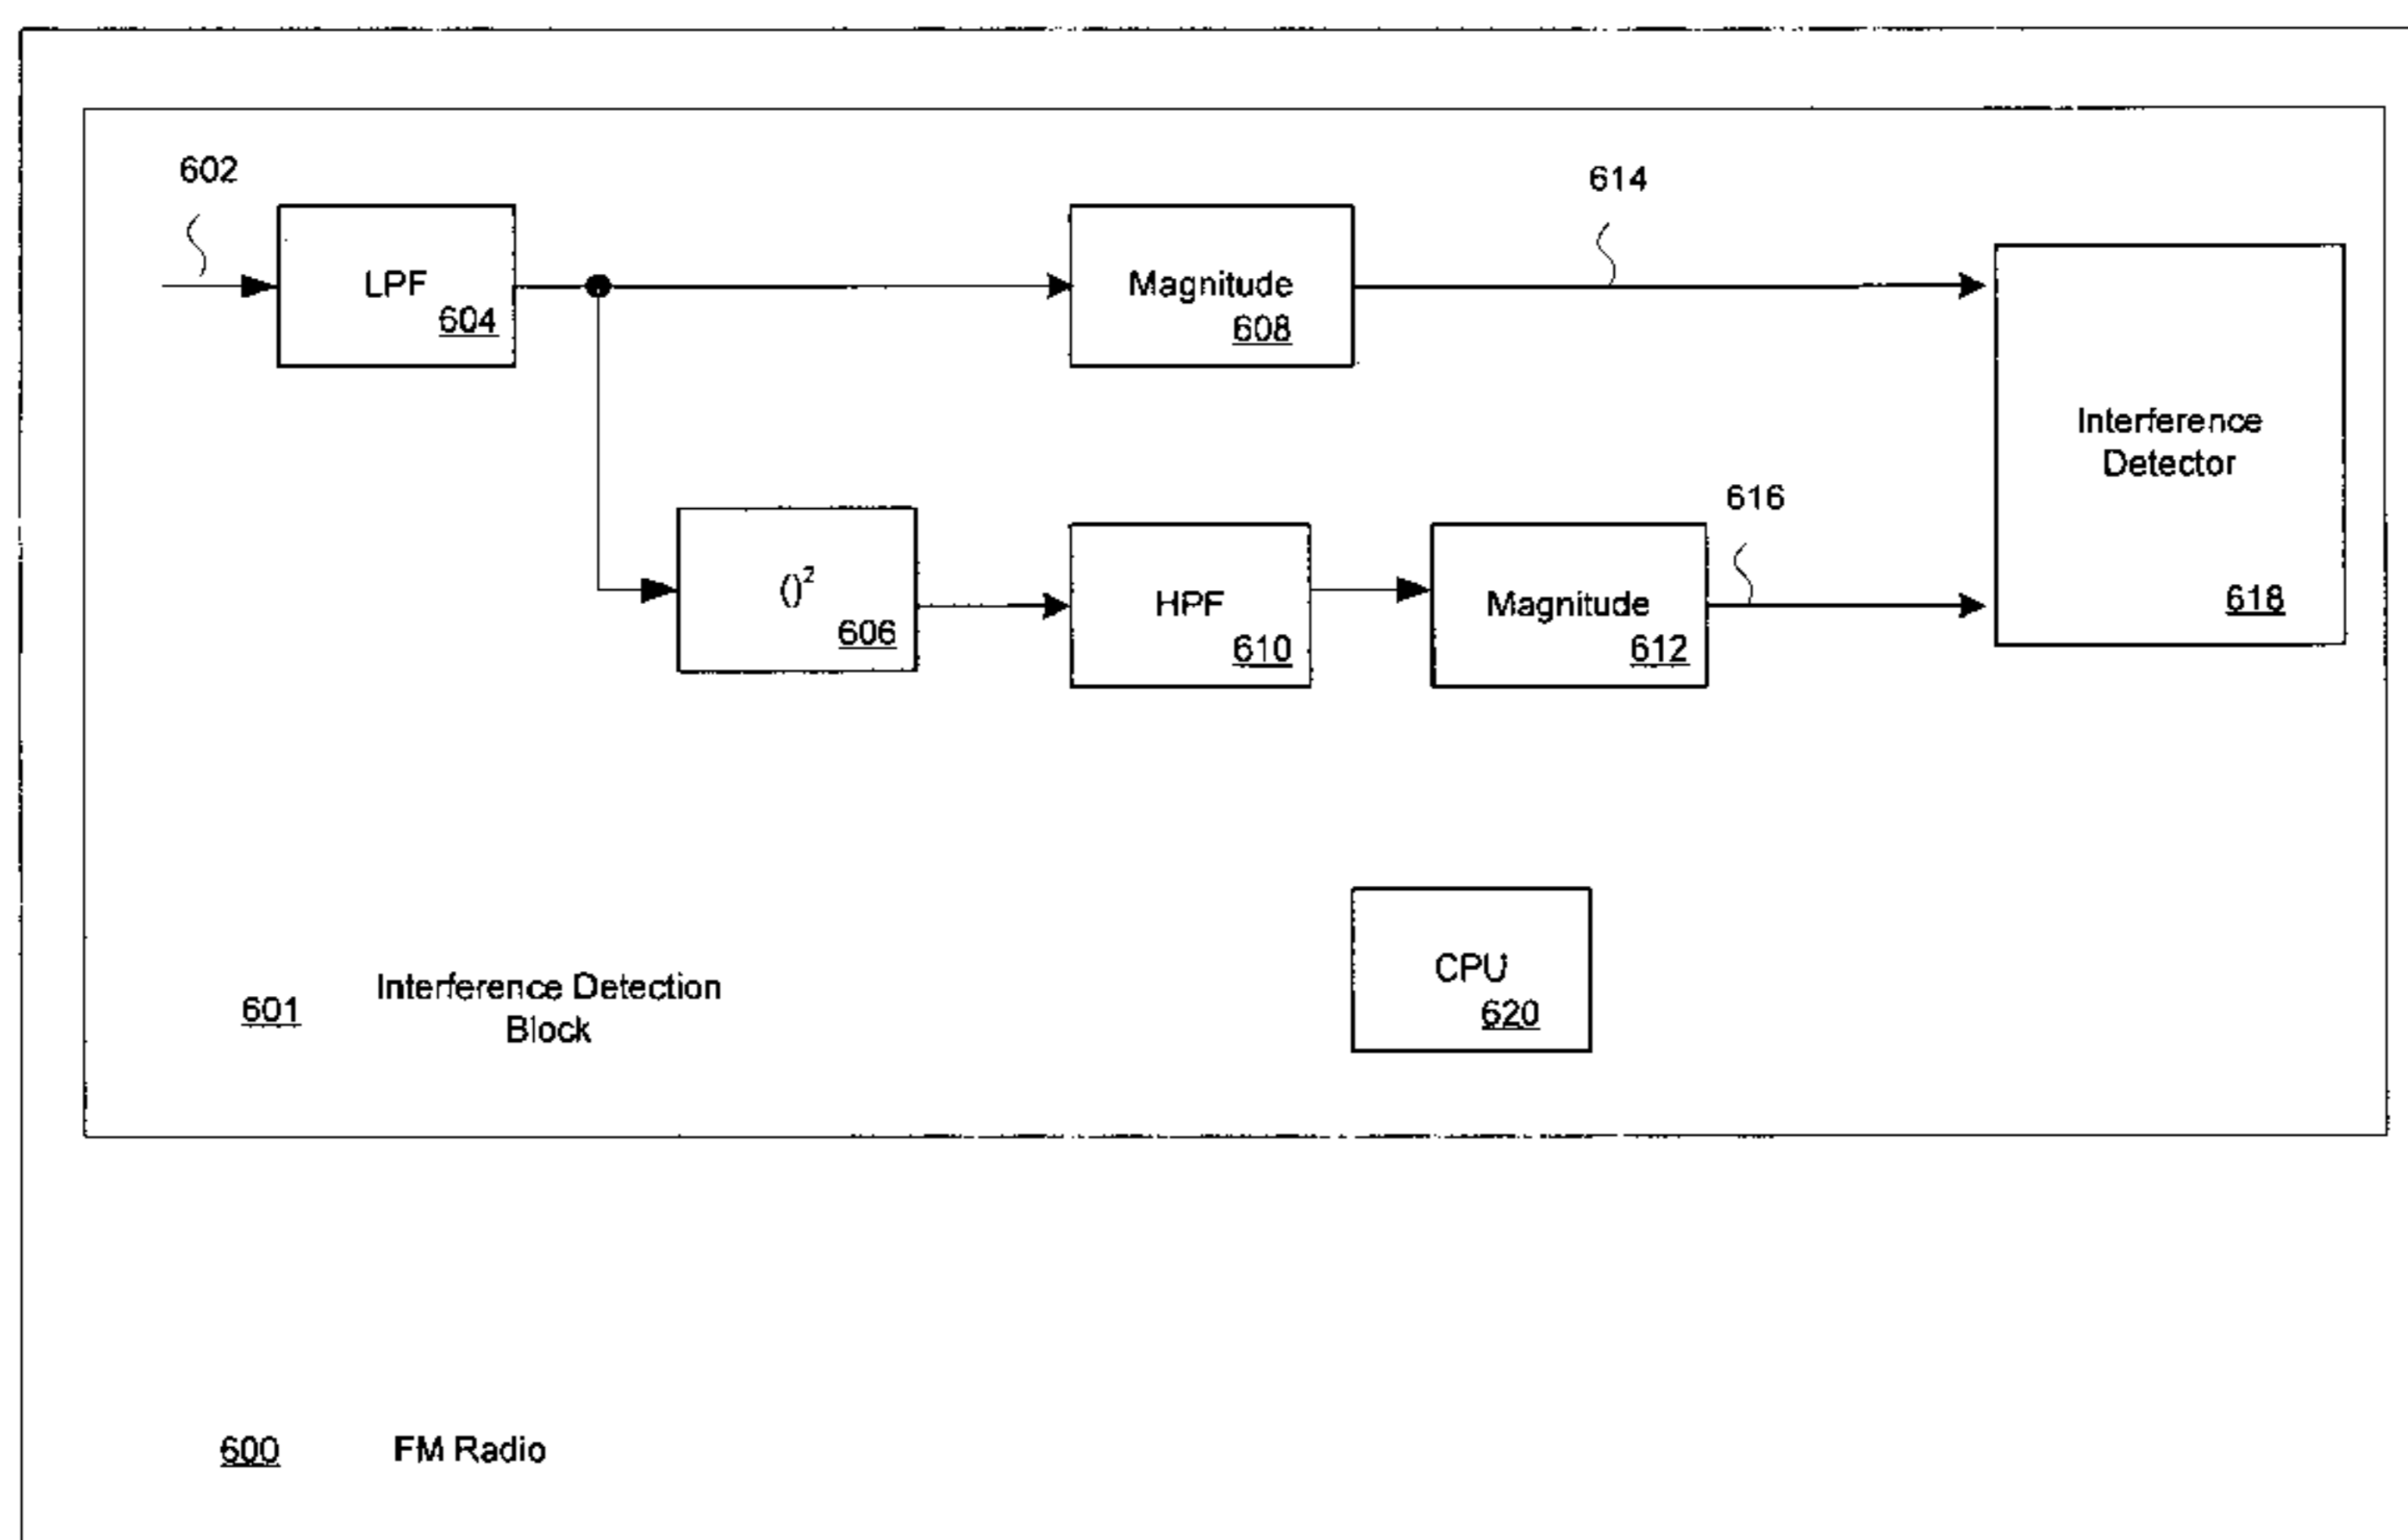 602
614
LPF
604
Magnitude
608
Interference
Detector
618
616
()²
606
HPF
610
Magnitude
612
CPU
620
601
Interference Detection
Block
600
FM Radio